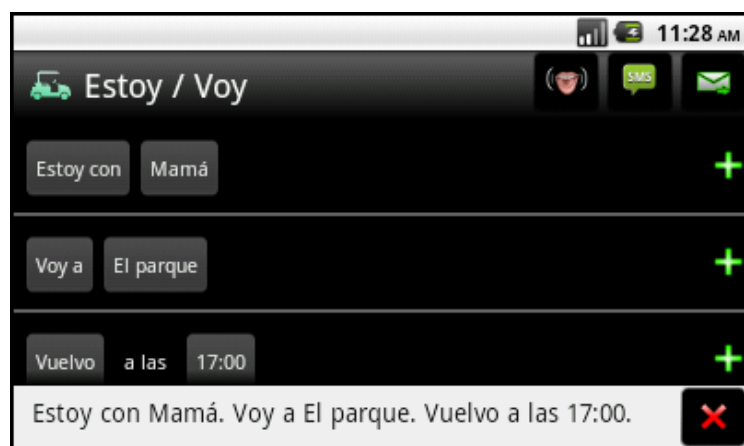 11:28 AM
Estoy / Voy
SMS
Estoy con Mamá
Voy a El parque
Vuelvo a las 17:00
Estoy con Mamá. Voy a El parque. Vuelvo a las 17:00.